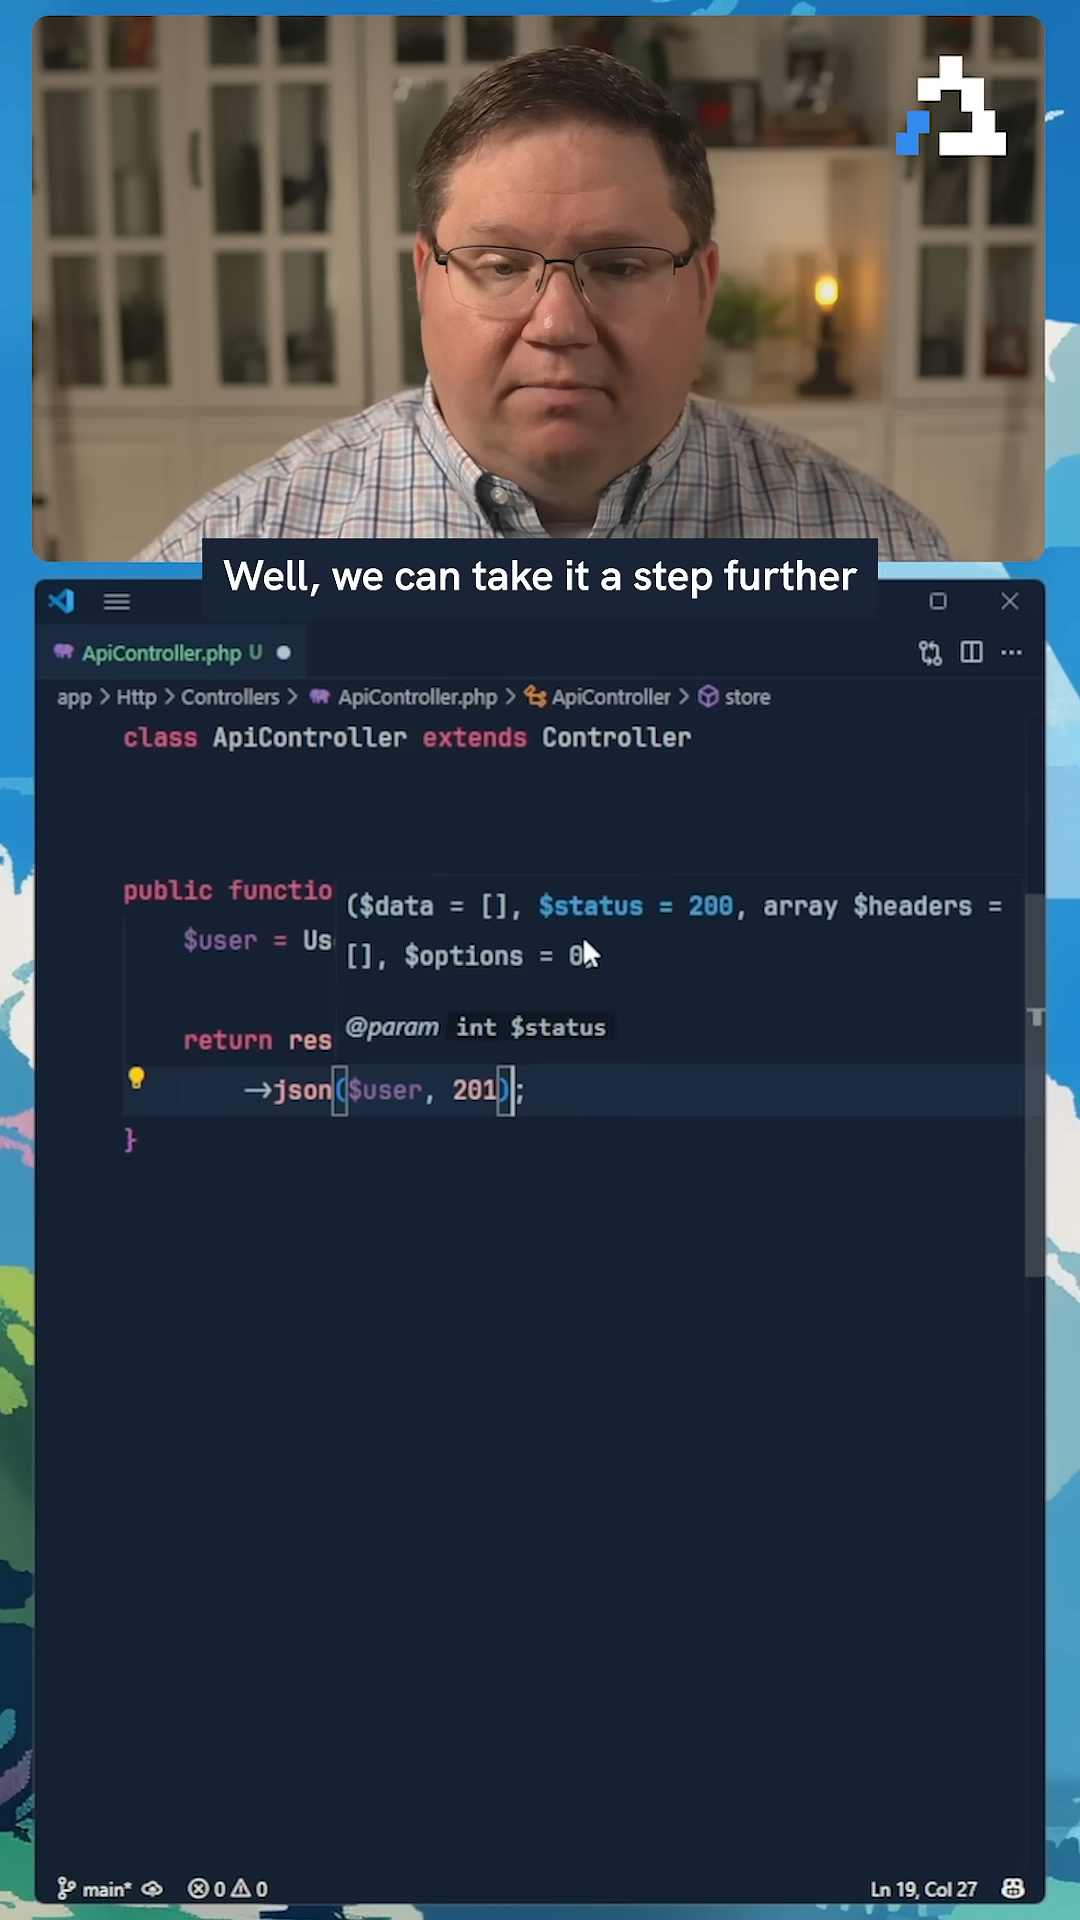 Well, we can take it a step further
ApiController.php U
app > Http > Controllers > ApiController.php > ApiController > store
class ApiController extends Controller
public functio
($data = [], $status = 200, array $headers =
$user = Us
[], $options = 0
@param int $status
return res
->json($user, 201);
}
main* 0 0 Ln 19, Col 27